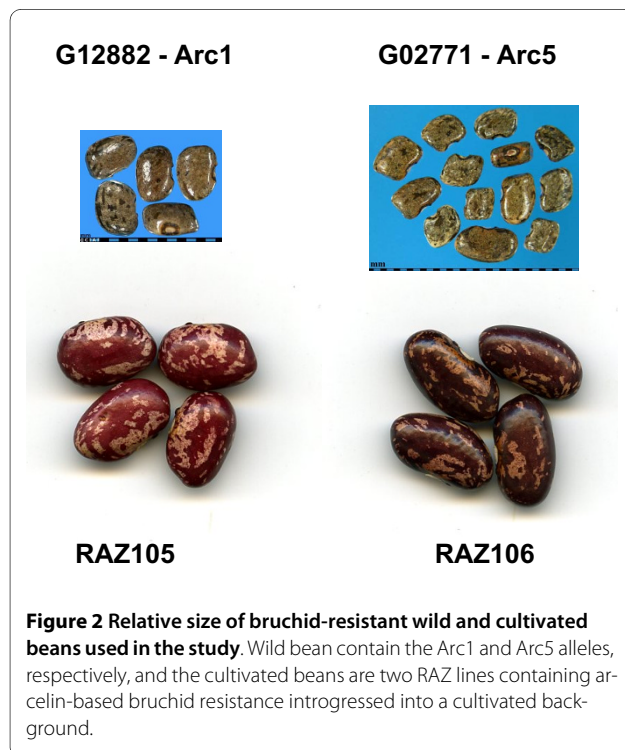 G12882 - Arc1 G02771 - Arc5
mm
mm
RAZ105 RAZ106
Figure 2 Relative size of bruchid-resistant wild and cultivated
beans used in the study. Wild bean contain the Arc1 and Arc5 alleles,
respectively, and the cultivated beans are two RAZ lines containing ar-
celin-based bruchid resistance introgressed into a cultivated back-
ground.